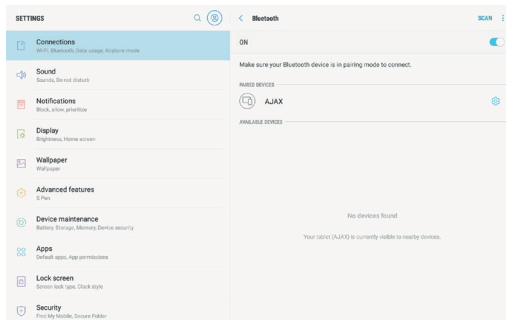 SETTINGS
Connections
Wi-Fi, Bluetooth, Data usage, Airplane mode
Sound
Sounds, Do not disturb
Notifications
Block, allow, prioritize
Display
Brightness, Home screen
Wallpaper
Wallpaper
Advanced features
S Pen
Device maintenance
Battery, Storage, Memory, Device security
Apps
Default apps, App permissions
Lock screen
Screen lock type, Clock style
Security
Find My Mobile, Secure Folder
Bluetooth
SCAN
ON
Make sure your Bluetooth device is in pairing mode to connect.
PAIRED DEVICES
AJAX
AVAILABLE DEVICES
No devices found
Your tablet (AJAX) is currently visible to nearby devices.